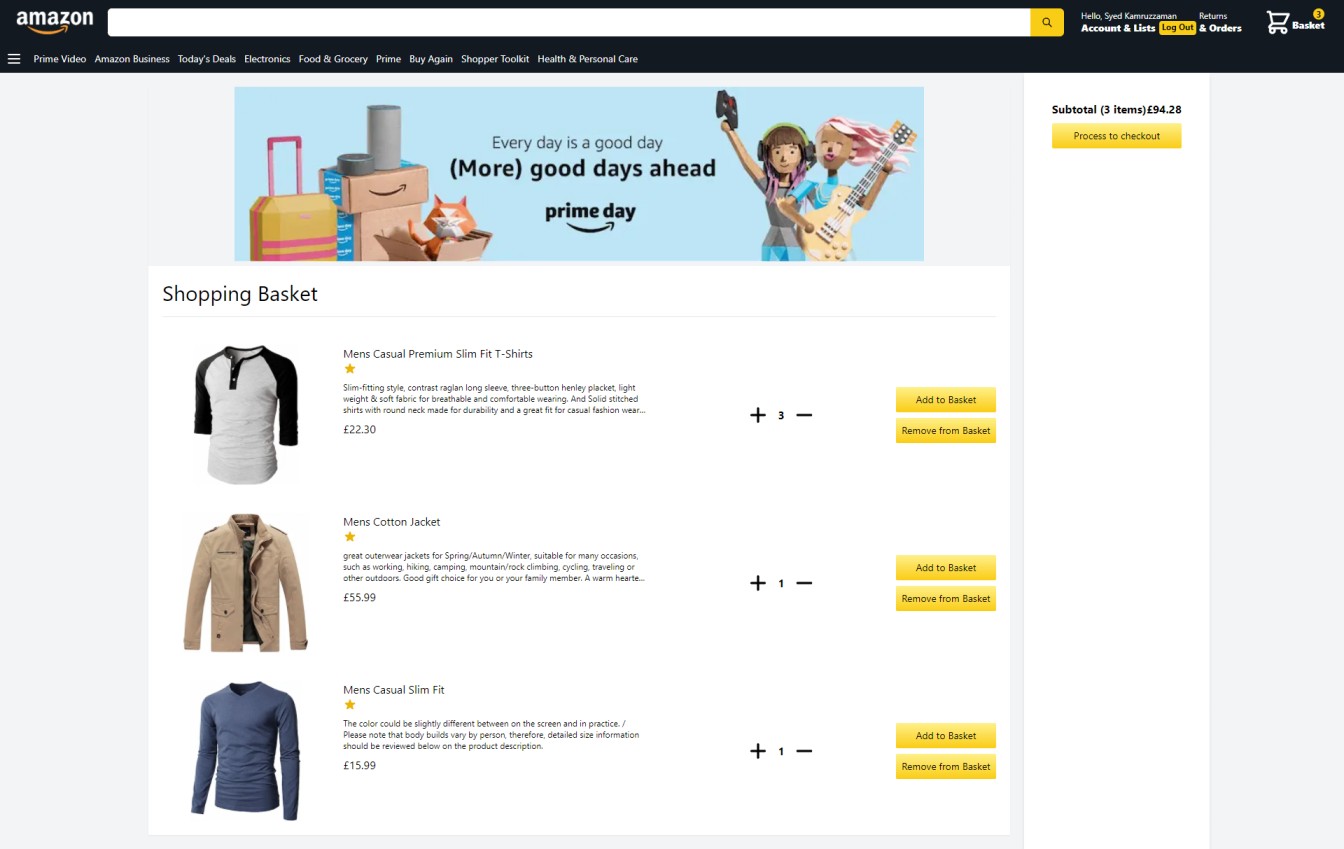 amazon
Hello, Syed Kamruzzaman
Account & Lists
Log Out
Returns
& Orders
3
Basket
Prime Video Amazon Business Today's Deals Electronics Food & Grocery Prime Buy Again Shopper Toolkit Health & Personal Care
Every day is a good day
(More) good days ahead
prime day
Subtotal (3 items)£94.28
Process to checkout
Shopping Basket
Mens Casual Premium Slim Fit T-Shirts
Slim-fitting style, contrast raglan long sleeve, three-button henley placket, light
weight & soft fabric for breathable and comfortable wearing. And Solid stitched
shirts with round neck made for durability and a great fit for casual fashion wear...
£22.30
3
Add to Basket
Remove from Basket
Mens Cotton Jacket
great outerwear jackets for Spring/Autumn/Winter, suitable for many occasions,
such as working, hiking, camping, mountain/rock climbing, cycling, traveling or
other outdoors. Good gift choice for you or your family member. A warm hearte...
£55.99
1
Add to Basket
Remove from Basket
Mens Casual Slim Fit
The color could be slightly different between on the screen and in practice. /
Please note that body builds vary by person, therefore, detailed size information
should be reviewed below on the product description.
£15.99
1
Add to Basket
Remove from Basket